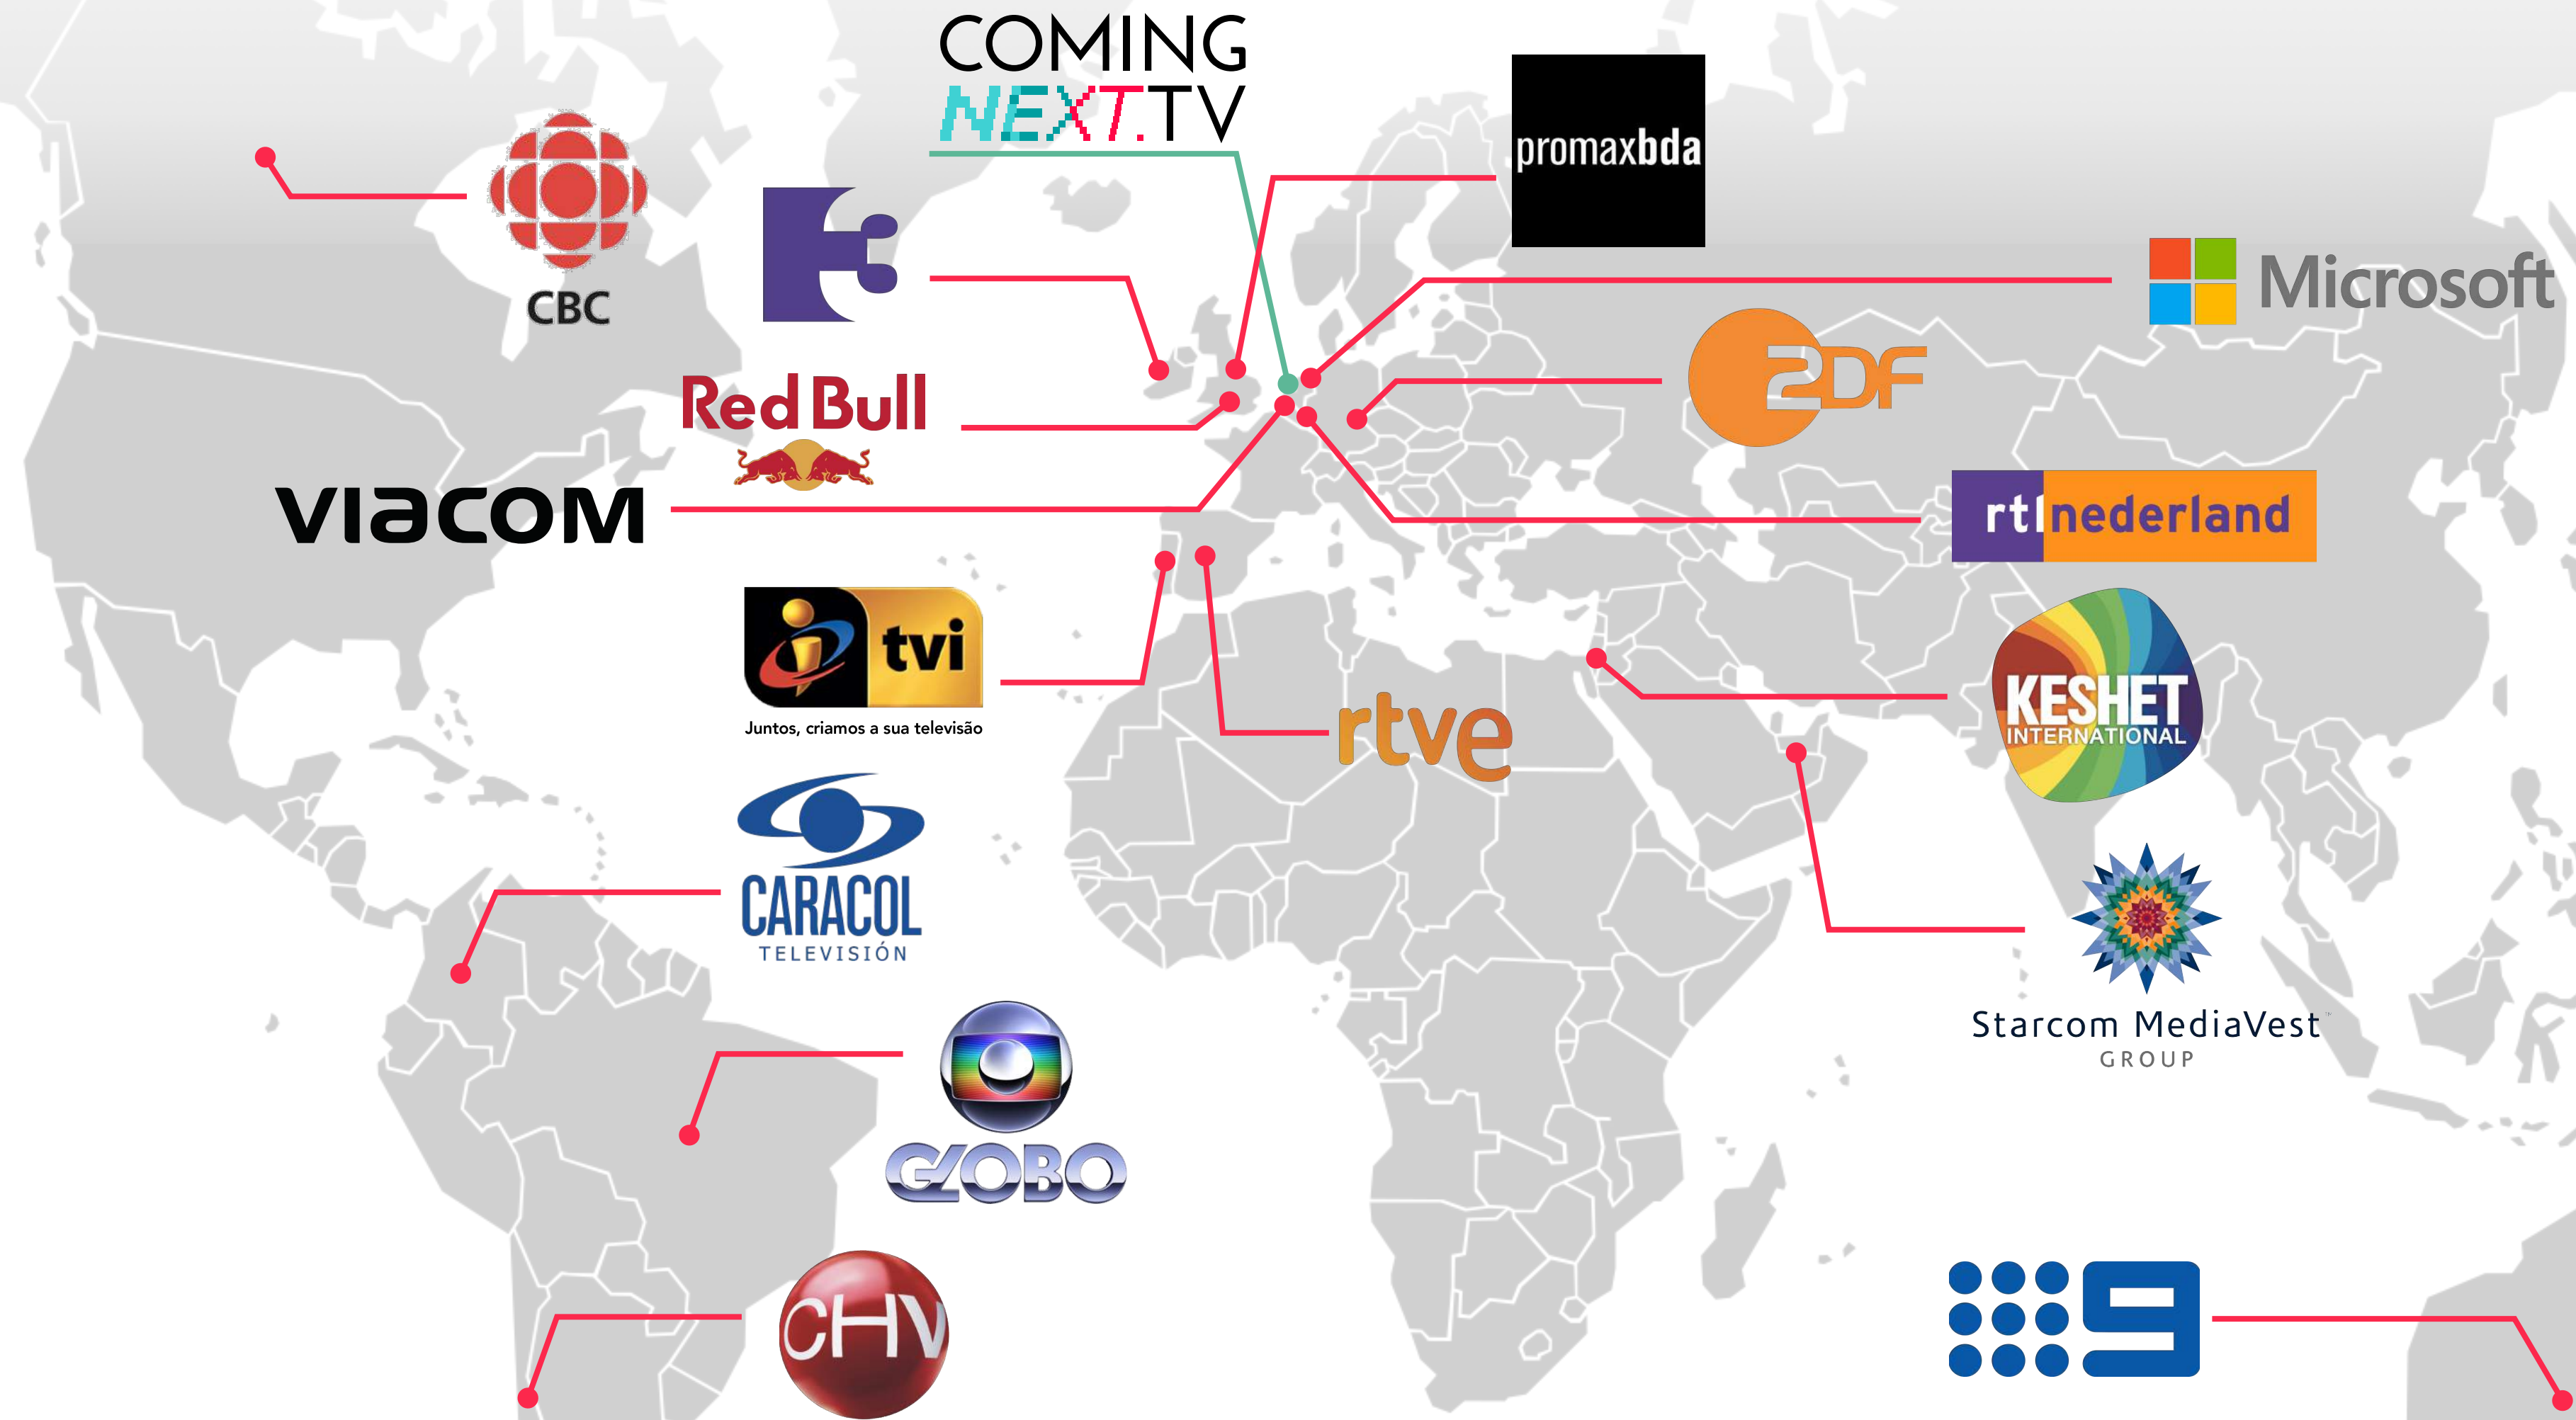 COMING
NEXT.TV
promaxbda
CBC
3
Microsoft
2DF
Red Bull
VIACOM
rtl nederland
tvi
Juntos, criamos a sua televisão
KESHET
INTERNATIONAL
rtve
CARACOL
TELEVISIÓN
Starcom MediaVest
GROUP
GLOBO
CHV
9